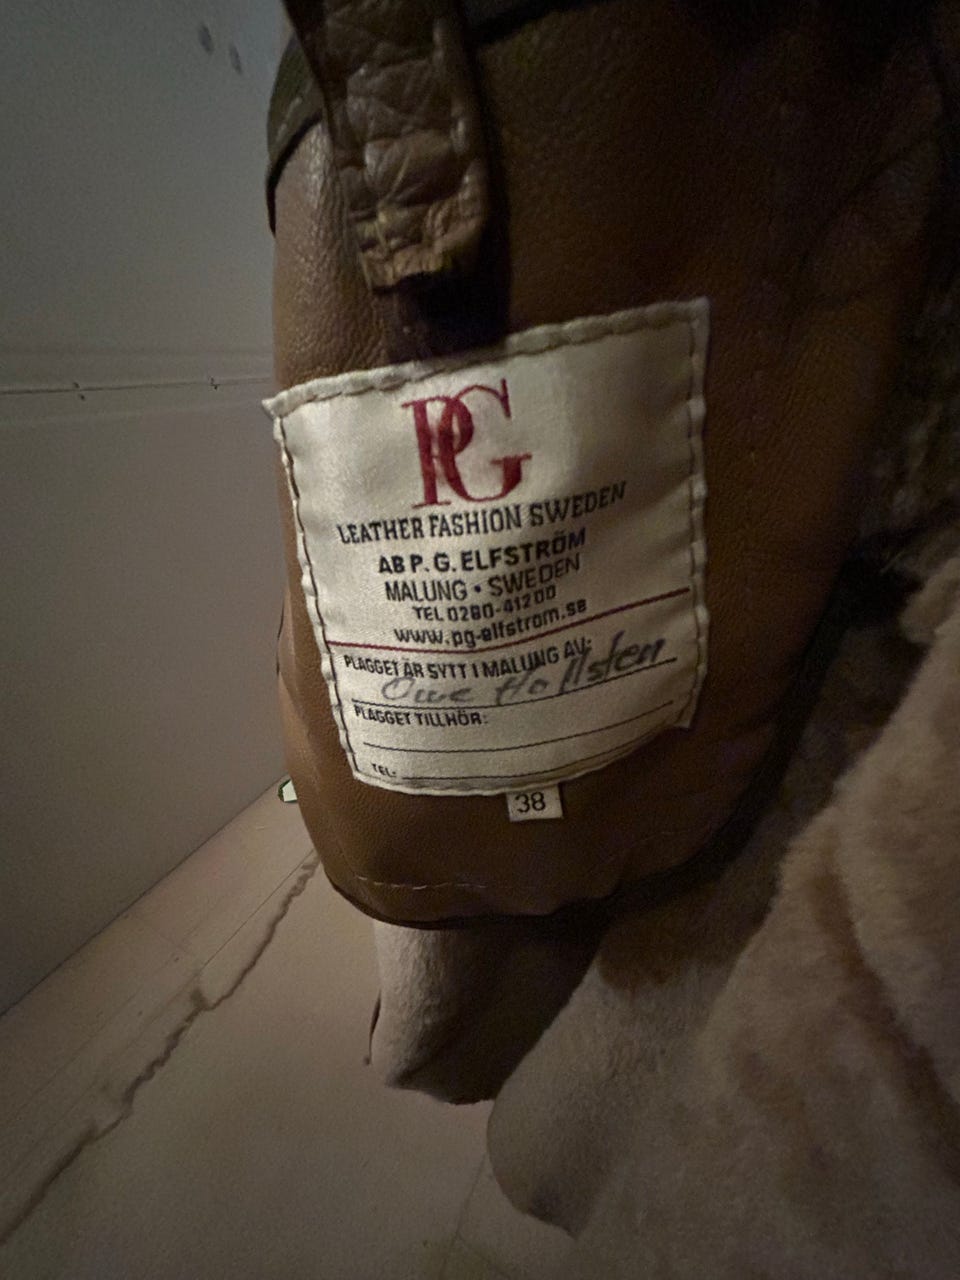 PG
LEATHER FASHION SWEDEN
AB P. G. ELFSTRÖM
MALUNG • SWEDEN
TEL 0280-41200
www.pg-elfstrom.se
PLAGGET ÄR SYTT I MALUNG AV:
Owe Hollsten
PLAGGET TILLHÖR:
TEL:
38